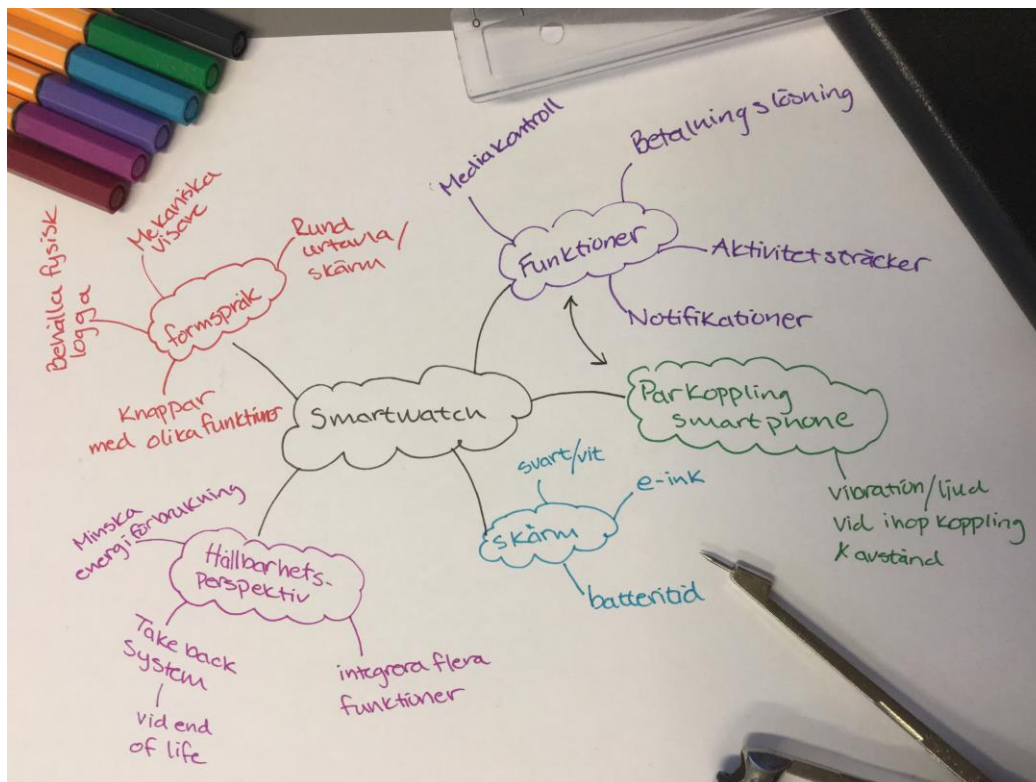 Smartwatch
formspråk
Mekaniska
visare
Rund
urtavla/
skärm
Behålla fysisk
logga
Knappar
med olika funktioner
Funktioner
Mediakontroll
Betalningslösning
Aktivitetsträcker
Notifikationer
Parkoppling
smartphone
vibration/ljud
vid ihopkoppling
avstånd
skärm
svart/vit
e-ink
batteritid
Hållbarhets-
perspektiv
Minska
energiförbrukning
Take back
system
vid end
of life
integrera flera
funktioner